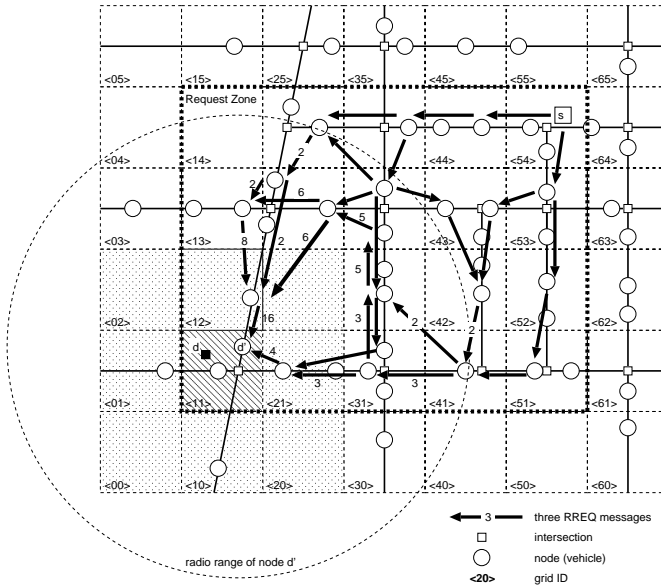 <05> <15> <25> <35> <45> <55> <65>
Request Zone
s
<04> <14> <44> <54> <64>
2
2
6
5
<03> <13> <43> <53> <63>
8
2
6
5
<02> <12> 16 3 2 <42> 2 <52> <62>
d
d'
4
3
3
<01> <11> <21> <31> <41> <51> <61>
<00> <10> <20> <30> <40> <50> <60>
radio range of node d'
3 three RREQ messages
intersection
node (vehicle)
<20> grid ID